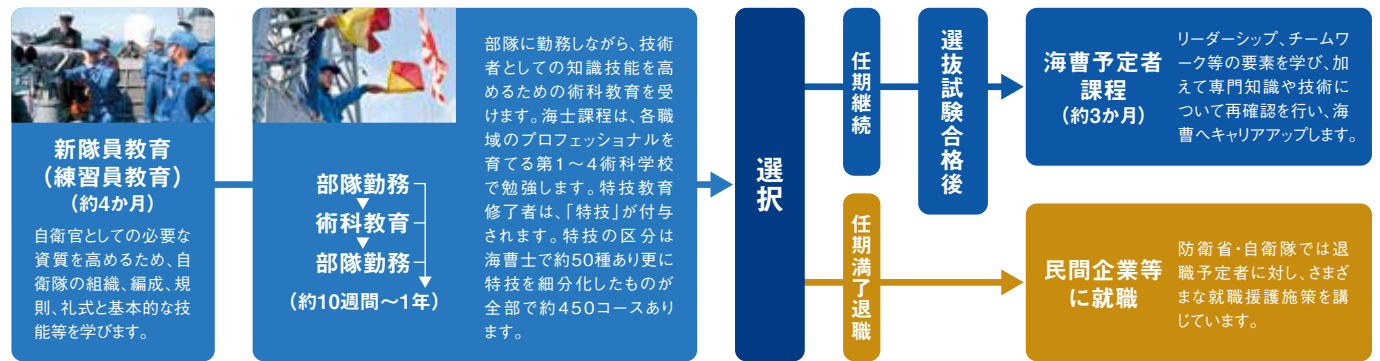 新隊員教育
(練習員教育)
(約4か月)
自衛官としての必要な
資質を高めるため、自
衛隊の組織、編成、規
則、礼式と基本的な技
能等を学びます。
部隊勤務
術科教育
部隊勤務
(約10週間～1年)
部隊に勤務しながら、技術
者としての知識技能を高
めるための術科教育を受
けます。海士課程は、各職
域のプロフェッショナルを
育てる第1～4術科学校
で勉強します。特技教育
修了者は、「特技」が付与
されます。特技の区分は
海曹士で約50種あり更に
特技を細分化したものが
全部で約450コースあり
ます。
選択
任期継続
選抜試験合格後
海曹予定者
課程
(約3か月)
リーダーシップ、チームワ
ーク等の要素を学び、加
えて専門知識や技術に
ついて再確認を行い、海
曹へキャリアアップします。
任期満了退職
民間企業等
に就職
防衛省・自衛隊では退
職予定者に対し、さまざ
まな就職援護施策を講
じています。